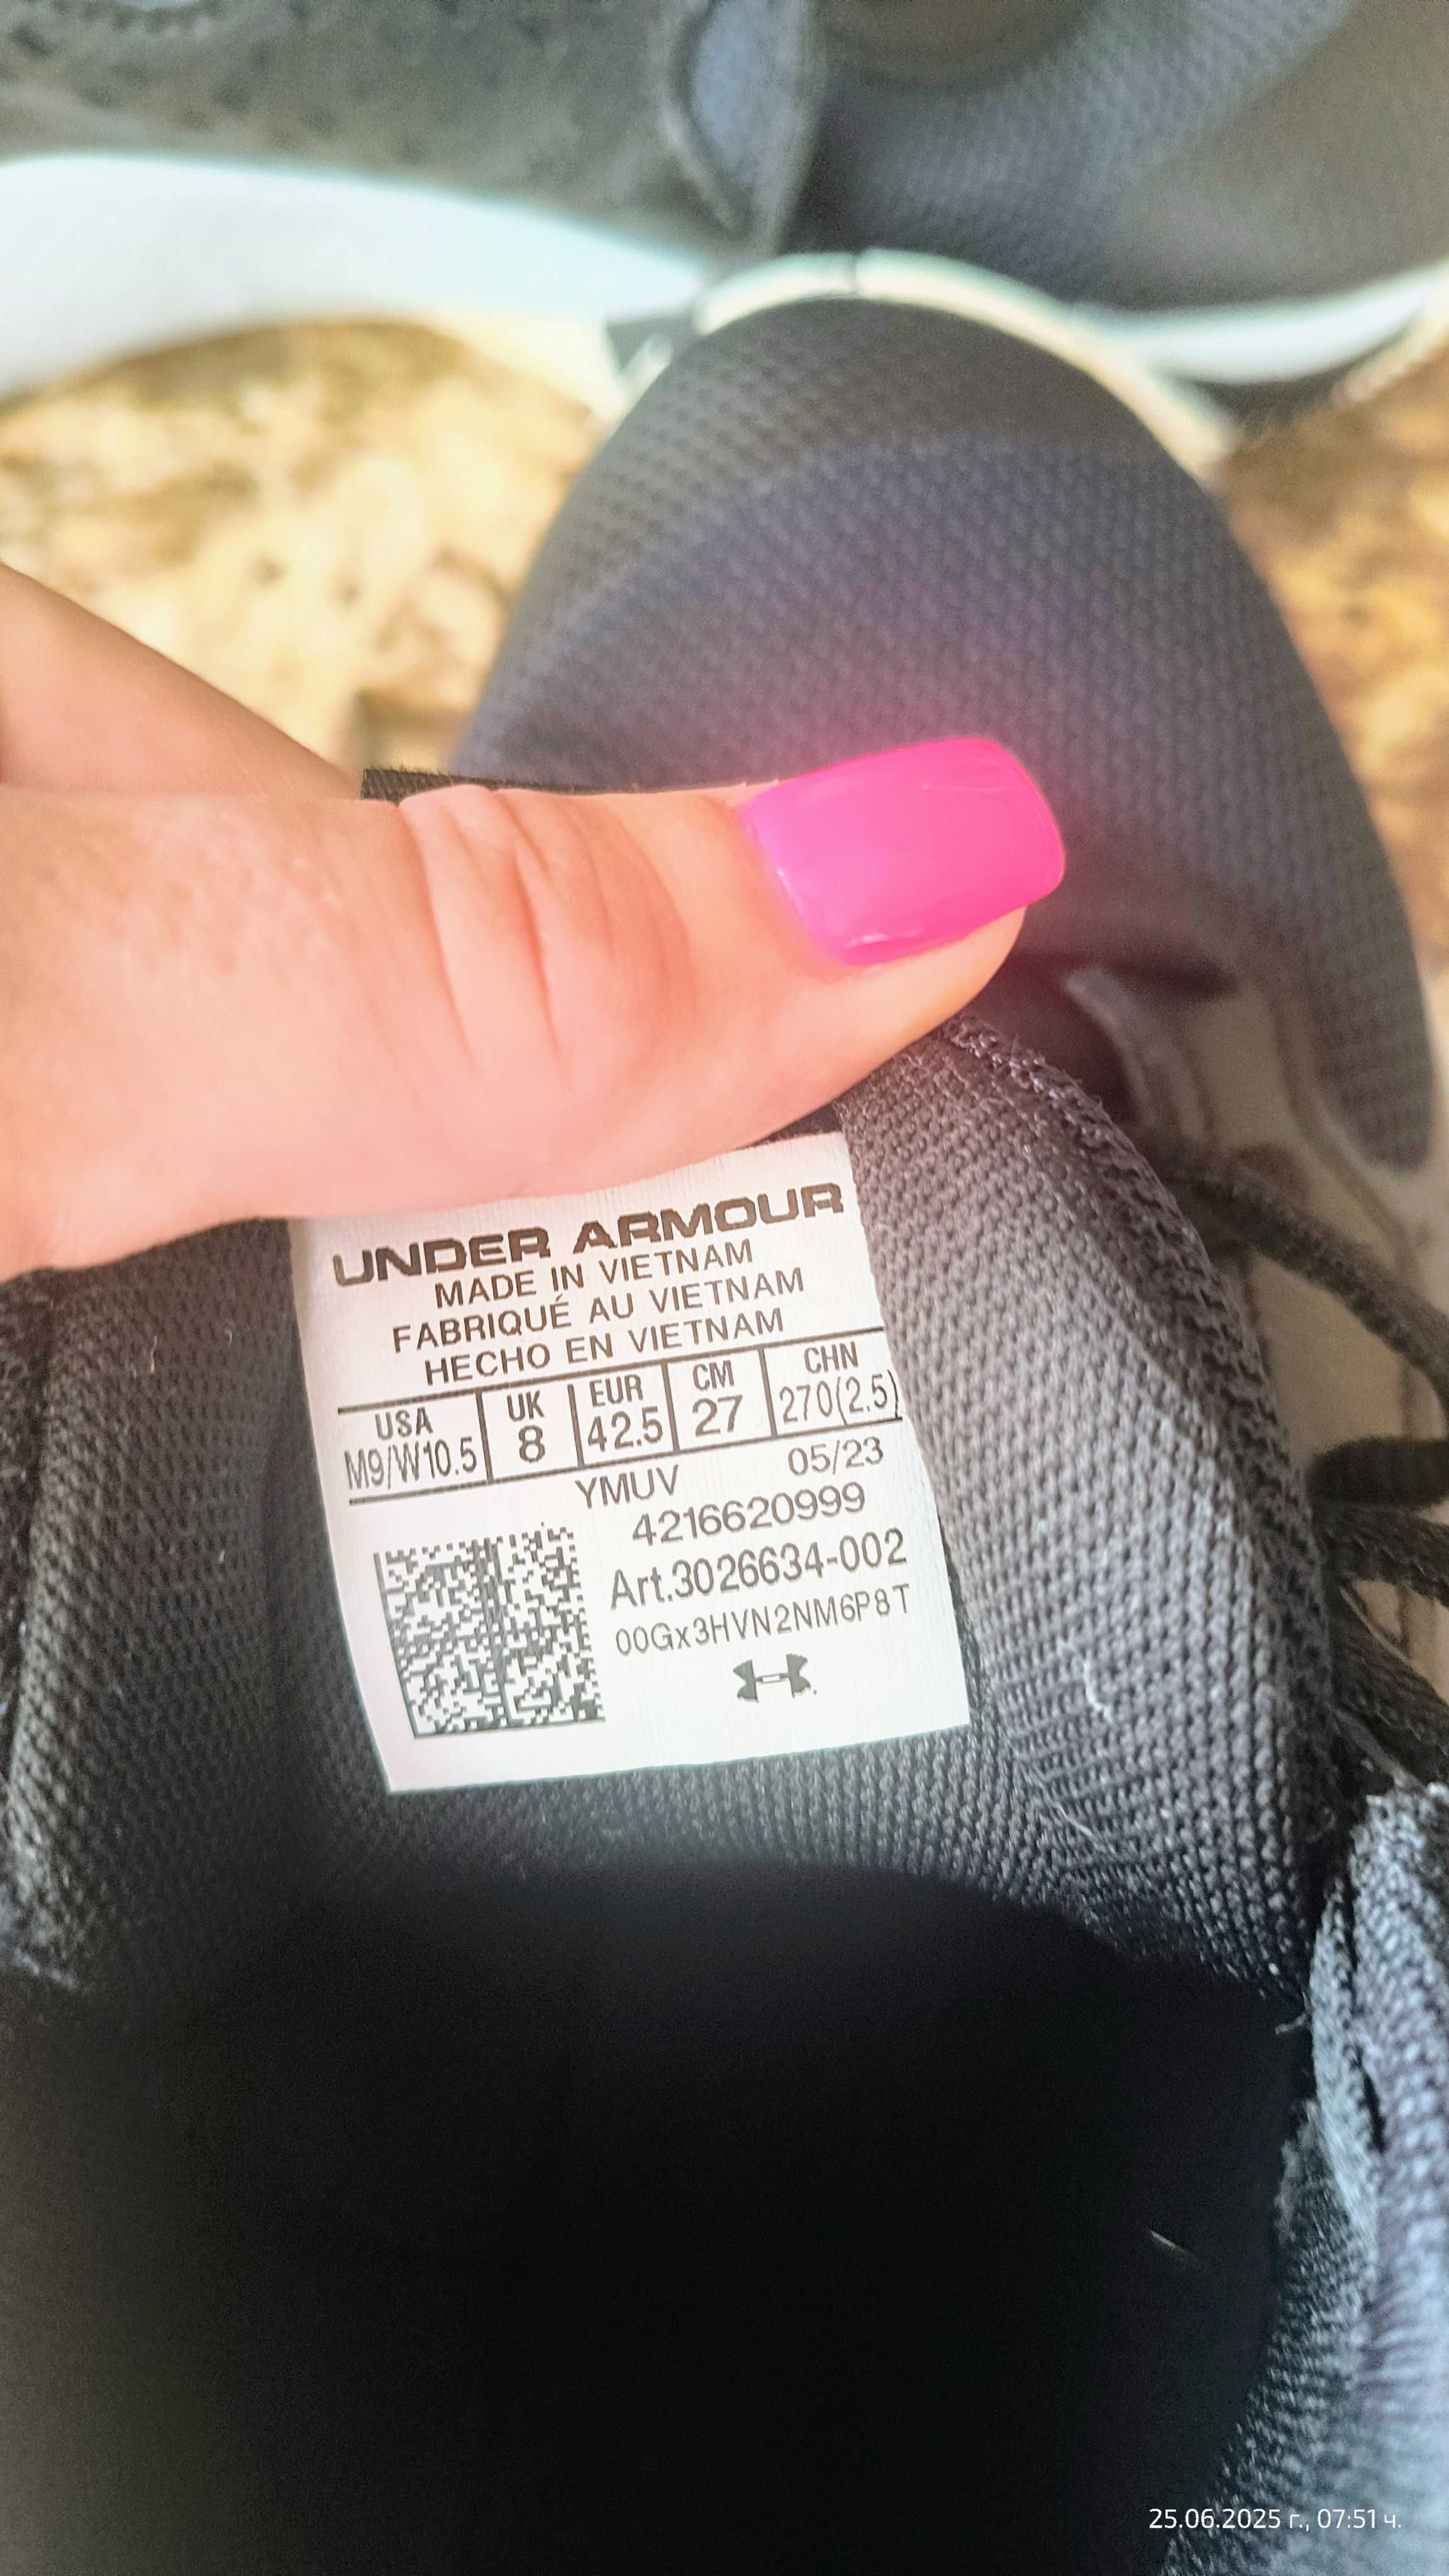 UNDER ARMOUR
MADE IN VIETNAM
FABRIQUÉ AU VIETNAM
HECHO EN VIETNAM
USA UK EUR CM CHN
M9/W10.5 8 42.5 27 270(2.5)
YMUV 05/23
4216620999
Art.3026634-002
00Gx3HVN2NM6P8T
25.06.2025 г., 07:51 ч.